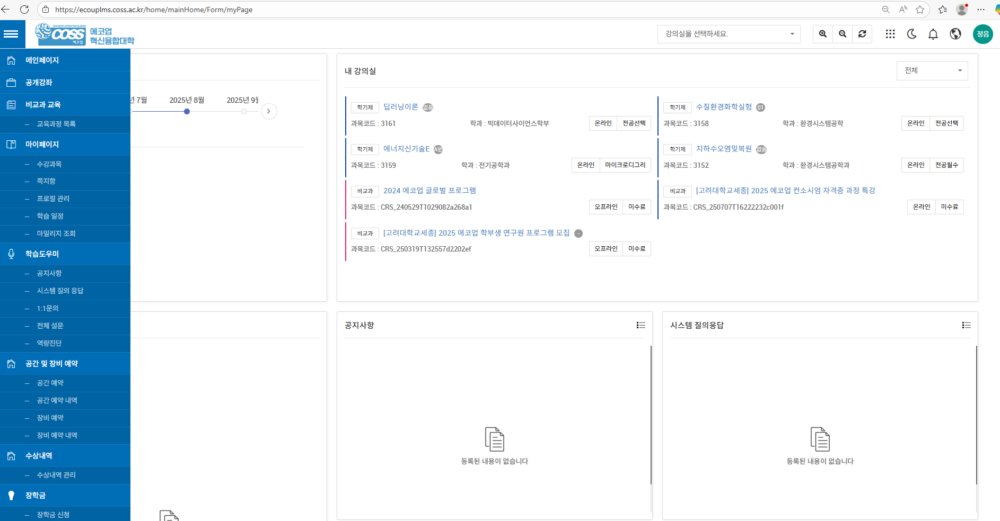 https://ecouplms.coss.ac.kr/home/mainHome/Form/myPage
COSS
에코업
에코업
혁신융합대학
강의실을 선택하세요.
정음
메인페이지
공개강좌
비교과 교육
교육과정 목록
마이페이지
수강과목
쪽지함
프로필 관리
학습 일정
마일리지 조회
학습도우미
공지사항
시스템 질의 응답
1:1문의
전체 설문
역량진단
공간 및 장비 예약
공간 예약
공간 예약 내역
장비 예약
장비 예약 내역
수상내역
수상내역 관리
장학금
장학금 신청
년 7월 2025년 8월 2025년 9월
내 강의실
전체
학기제 딥러닝이론 없음
과목코드 : 3161 학과 : 빅데이터사이언스학부 온라인 전공선택
학기제 수질환경화학실험 01
과목코드 : 3158 학과 : 환경시스템공학 온라인 전공선택
학기제 에너지신기술E A반
과목코드 : 3159 학과 : 전기공학과 온라인 마이크로디그리
학기제 지하수오염및복원 없음
과목코드 : 3152 학과 : 환경시스템공학과 온라인 전공필수
비교과 2024 에코업 글로벌 프로그램
과목코드 : CRS_240529T1029082a268a1 오프라인 미수료
비교과 [고려대학교세종] 2025 에코업 컨소시엄 자격증 과정 특강
과목코드 : CRS_250707T16222232c001f 온라인 미수료
비교과 [고려대학교세종] 2025 에코업 학부생 연구원 프로그램 모집 -
과목코드 : CRS_250319T132557d2202ef 오프라인 미수료
공지사항
등록된 내용이 없습니다
시스템 질의응답
등록된 내용이 없습니다